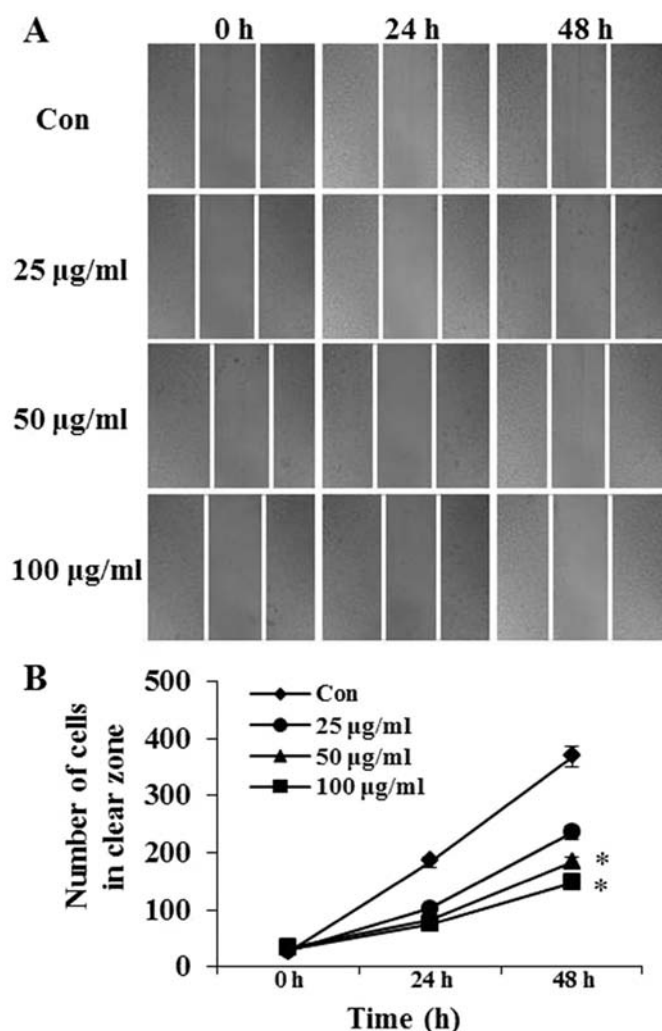 A
0 h 24 h 48 h
Con
25 µg/ml
50 µg/ml
100 µg/ml
B
Number of cells
in clear zone
500
400
300
200
100
0
Con
25 µg/ml
50 µg/ml
100 µg/ml
*
*
0 h 24 h 48 h
Time (h)